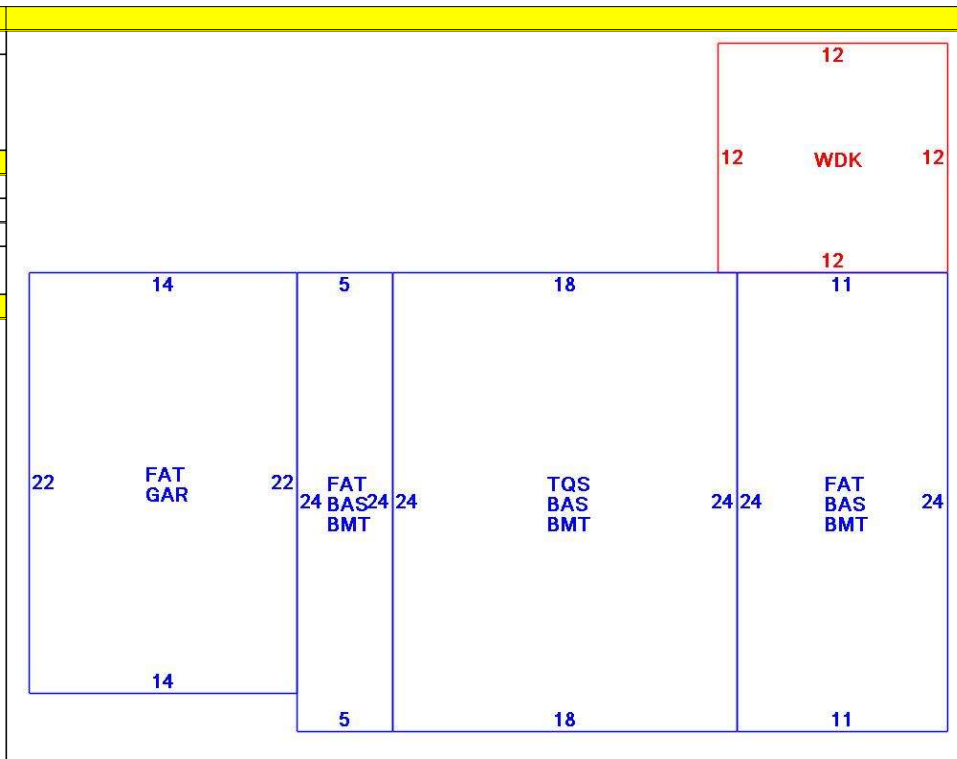 12
12 WDK 12
12
14 5 18 11
22 FAT
GAR 22
24 FAT
BAS
BMT 24
24 TQS
BAS
BMT 24
24 FAT
BAS
BMT 24
14
5 18 11